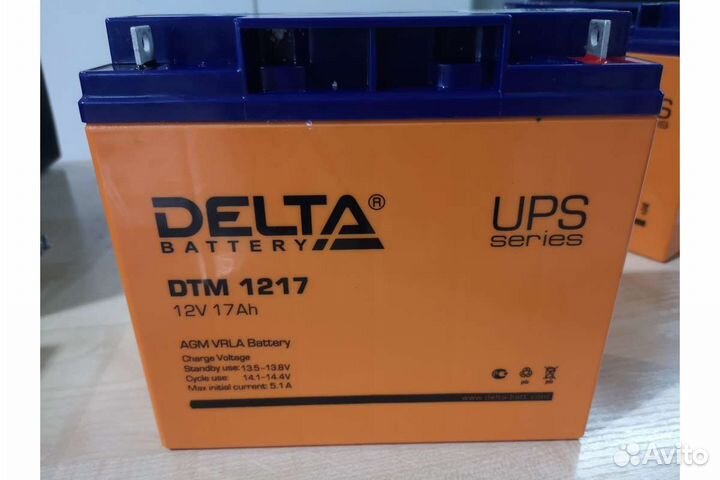 DELTA®
BATTERY
UPS
series
DTM 1217
12V 17Ah
AGM VRLA Battery
Charge Voltage
Standby use: 13.5-13.8V
Cycle use: 14.1-14.4V
Max initial current: 5.1A
www.delta-batt.com
PS
Avito